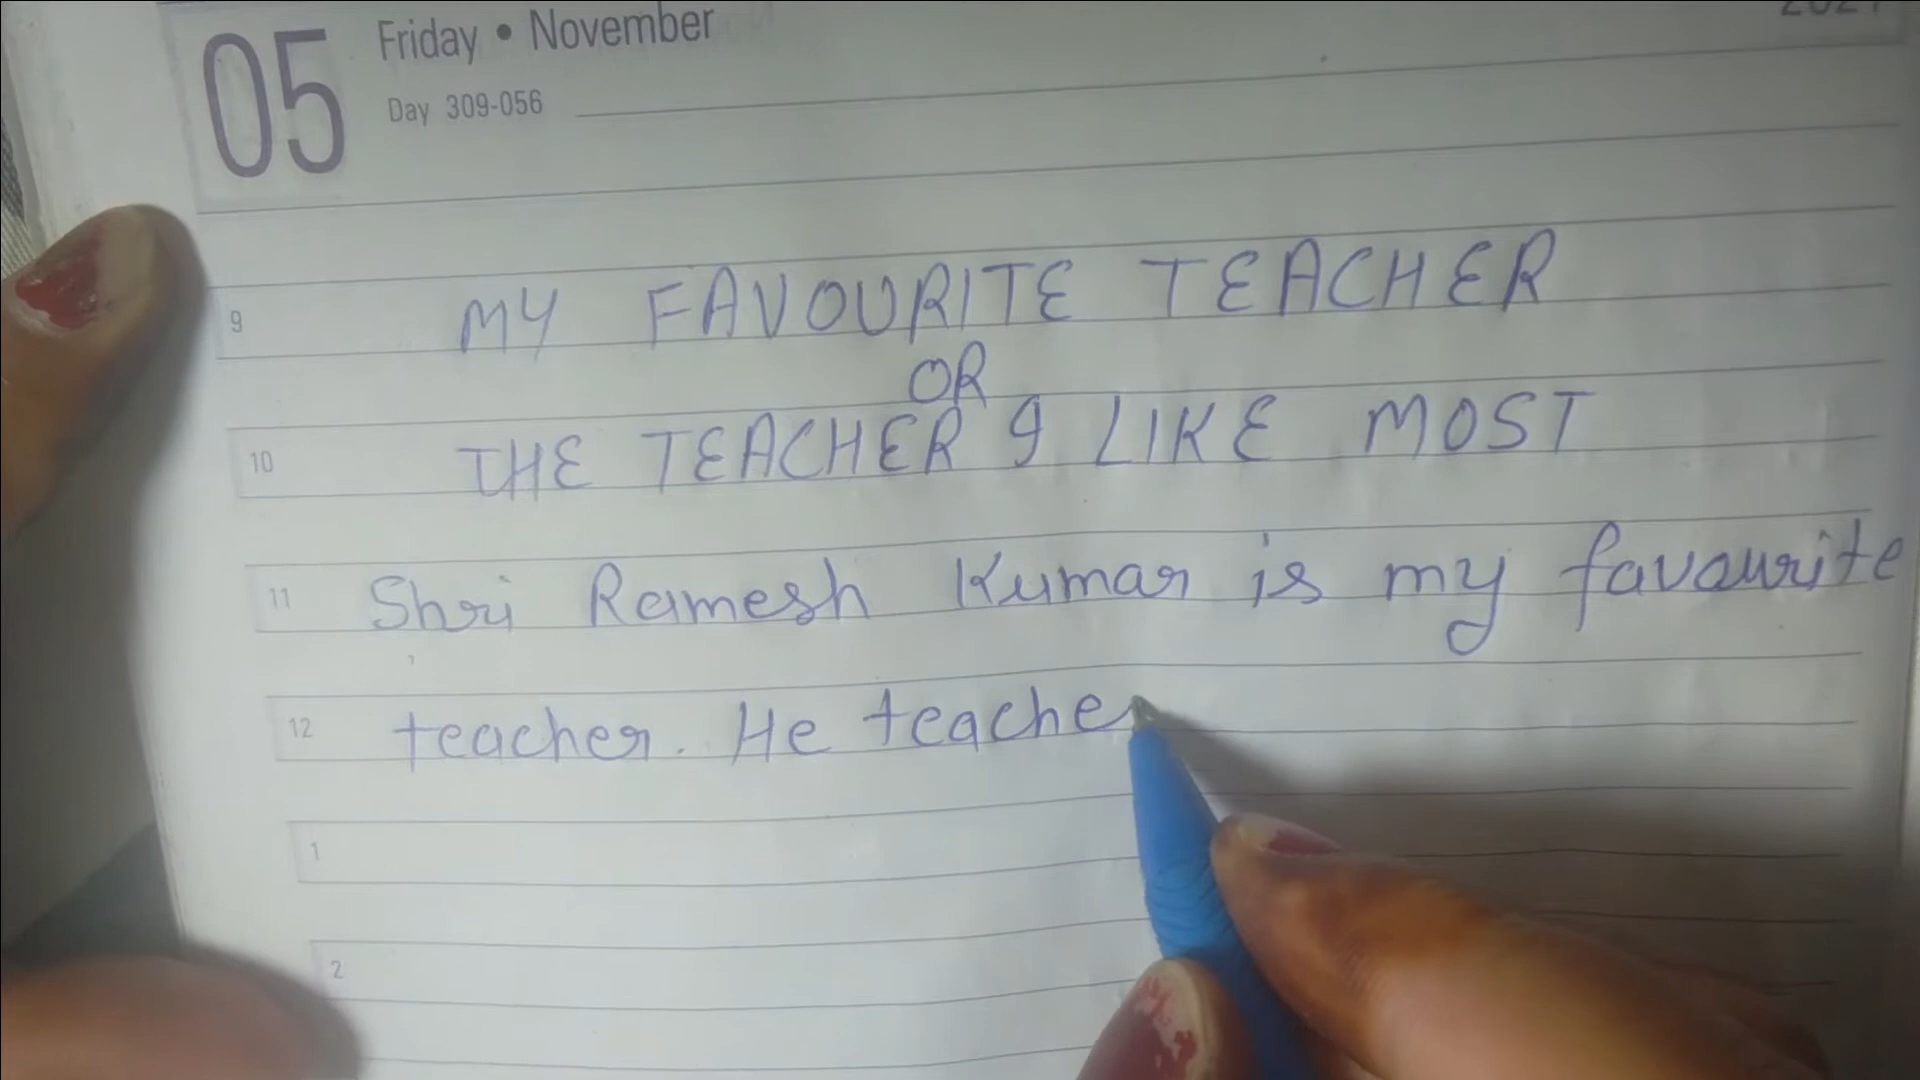 05
Friday • November
Day 309-056
9 MY FAVOURITE TEACHER
OR
10 THE TEACHER I LIKE MOST
11 Shri Ramesh Kumar is my favourite
12 teacher. He teache
1
2